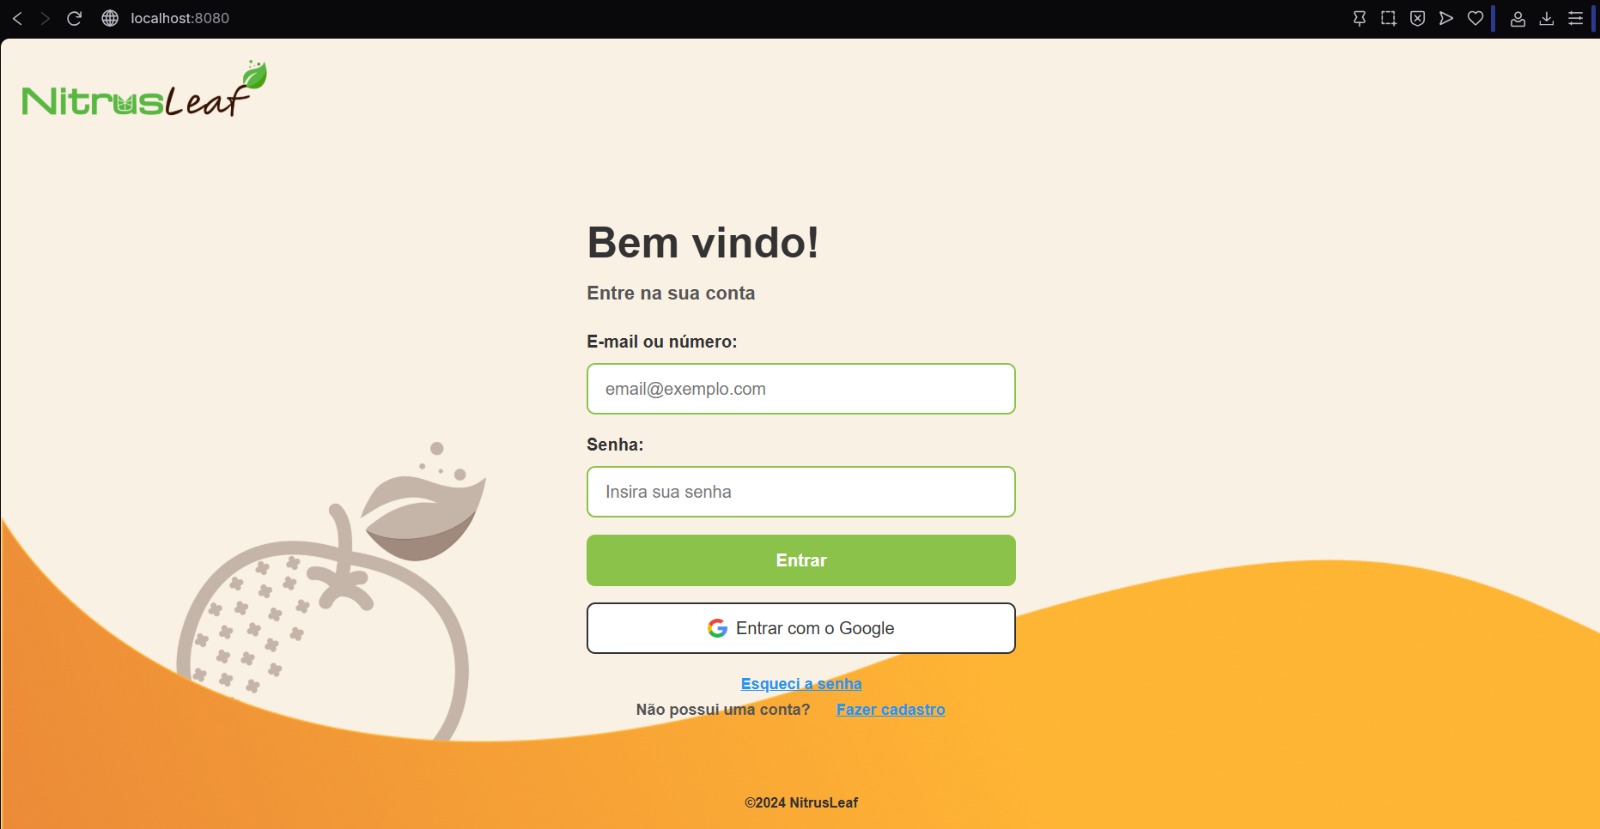 localhost:8080
NitrusLeaf
Bem vindo!
Entre na sua conta
E-mail ou número:
email@exemplo.com
Senha:
Insira sua senha
Entrar
Entrar com o Google
Esqueci a senha
Não possui uma conta? Fazer cadastro
©2024 NitrusLeaf